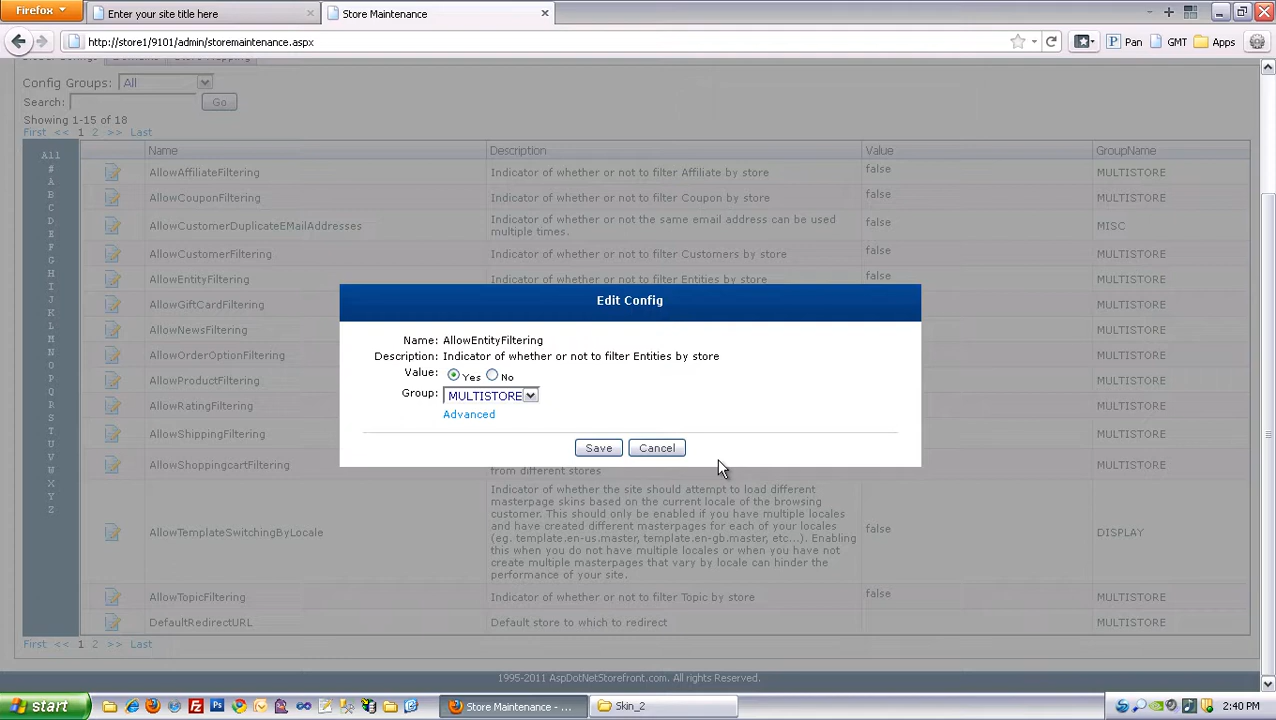 Firefox
Enter your site title here
Store Maintenance
http://store1/9101/admin/storemaintenance.aspx
Pan
GMT
Apps
Config Groups: All
Search:
Go
Showing 1-15 of 18
First << 1 2 >> Last
All
#
A
B
C
D
E
F
G
H
I
J
K
L
M
N
O
P
Q
R
S
T
U
V
W
X
Y
Z
Name Description Value GroupName
AllowAffiliateFiltering Indicator of whether or not to filter Affiliate by store false MULTISTORE
AllowCouponFiltering Indicator of whether or not to filter Coupon by store false MULTISTORE
AllowCustomerDuplicateEMailAddresses Indicator of whether or not the same email address can be used multiple times. false MISC
AllowCustomerFiltering Indicator of whether or not to filter Customers by store false MULTISTORE
AllowEntityFiltering Indicator of whether or not to filter Entities by store false MULTISTORE
AllowGiftCardFiltering MULTISTORE
AllowNewsFiltering MULTISTORE
AllowOrderOptionFiltering MULTISTORE
AllowProductFiltering MULTISTORE
AllowRatingFiltering MULTISTORE
AllowShippingFiltering MULTISTORE
AllowShoppingcartFiltering from different stores MULTISTORE
AllowTemplateSwitchingByLocale
Indicator of whether the site should attempt to load different
masterpage skins based on the current locale of the browsing
customer. This should only be enabled if you have multiple locales
and have created different masterpages for each of your locales
(eg. template.en-us.master, template.en-gb.master, etc...). Enabling
this when you do not have multiple locales or when you have not
create multiple masterpages that vary by locale can hinder the
performance of your site.
false
DISPLAY
AllowTopicFiltering Indicator of whether or not to filter Topic by store false MULTISTORE
DefaultRedirectURL Default store to which to redirect MULTISTORE
First << 1 2 >> Last
Edit Config
Name: AllowEntityFiltering
Description: Indicator of whether or not to filter Entities by store
Value: Yes No
Group: MULTISTORE
Advanced
Save
Cancel
1995-2011 AspDotNetStorefront.com. All rights Reserved.
start
Store Maintenance - ...
Skin_2
2:40 PM